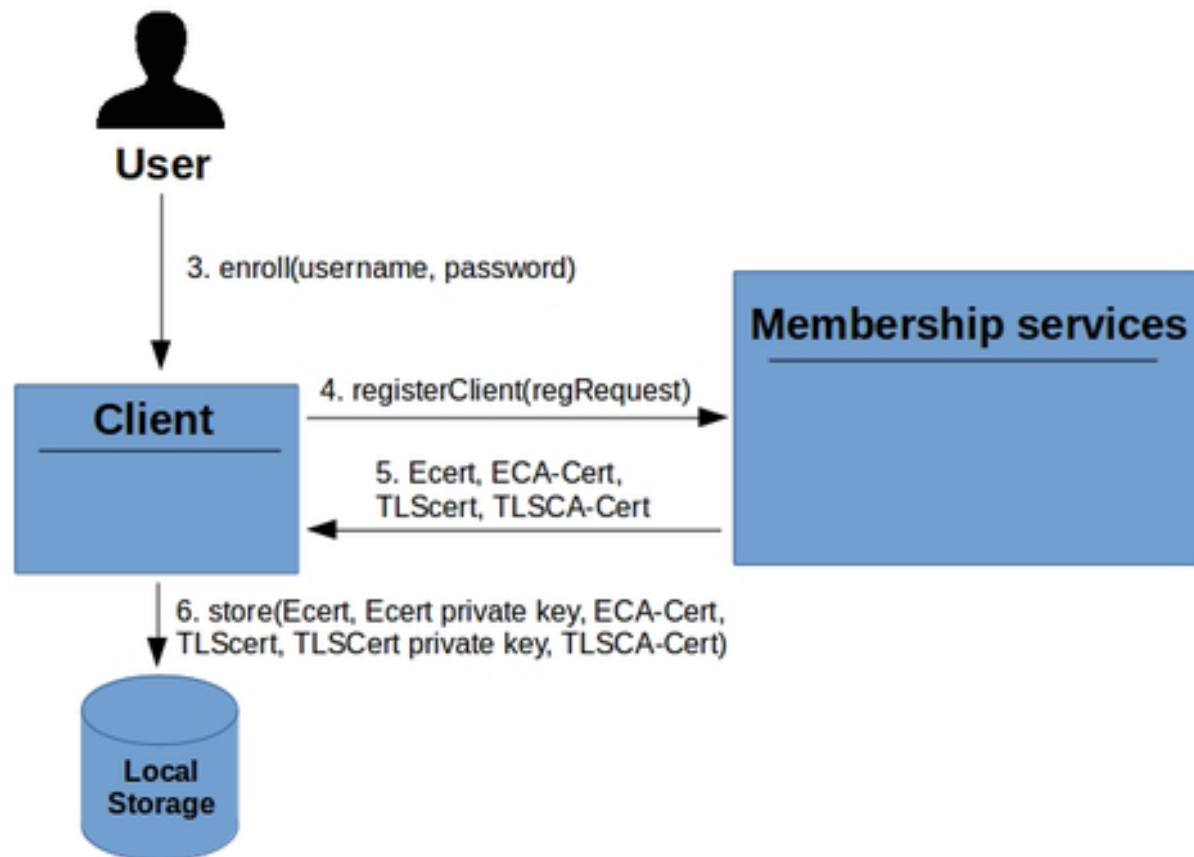 User
3. enroll(username, password)
Membership services
Client
4. registerClient(regRequest)
5. Ecert, ECA-Cert,
TLScert, TLSCA-Cert
6. store(Ecert, Ecert private key, ECA-Cert,
TLScert, TLSCert private key, TLSCA-Cert)
Local
Storage